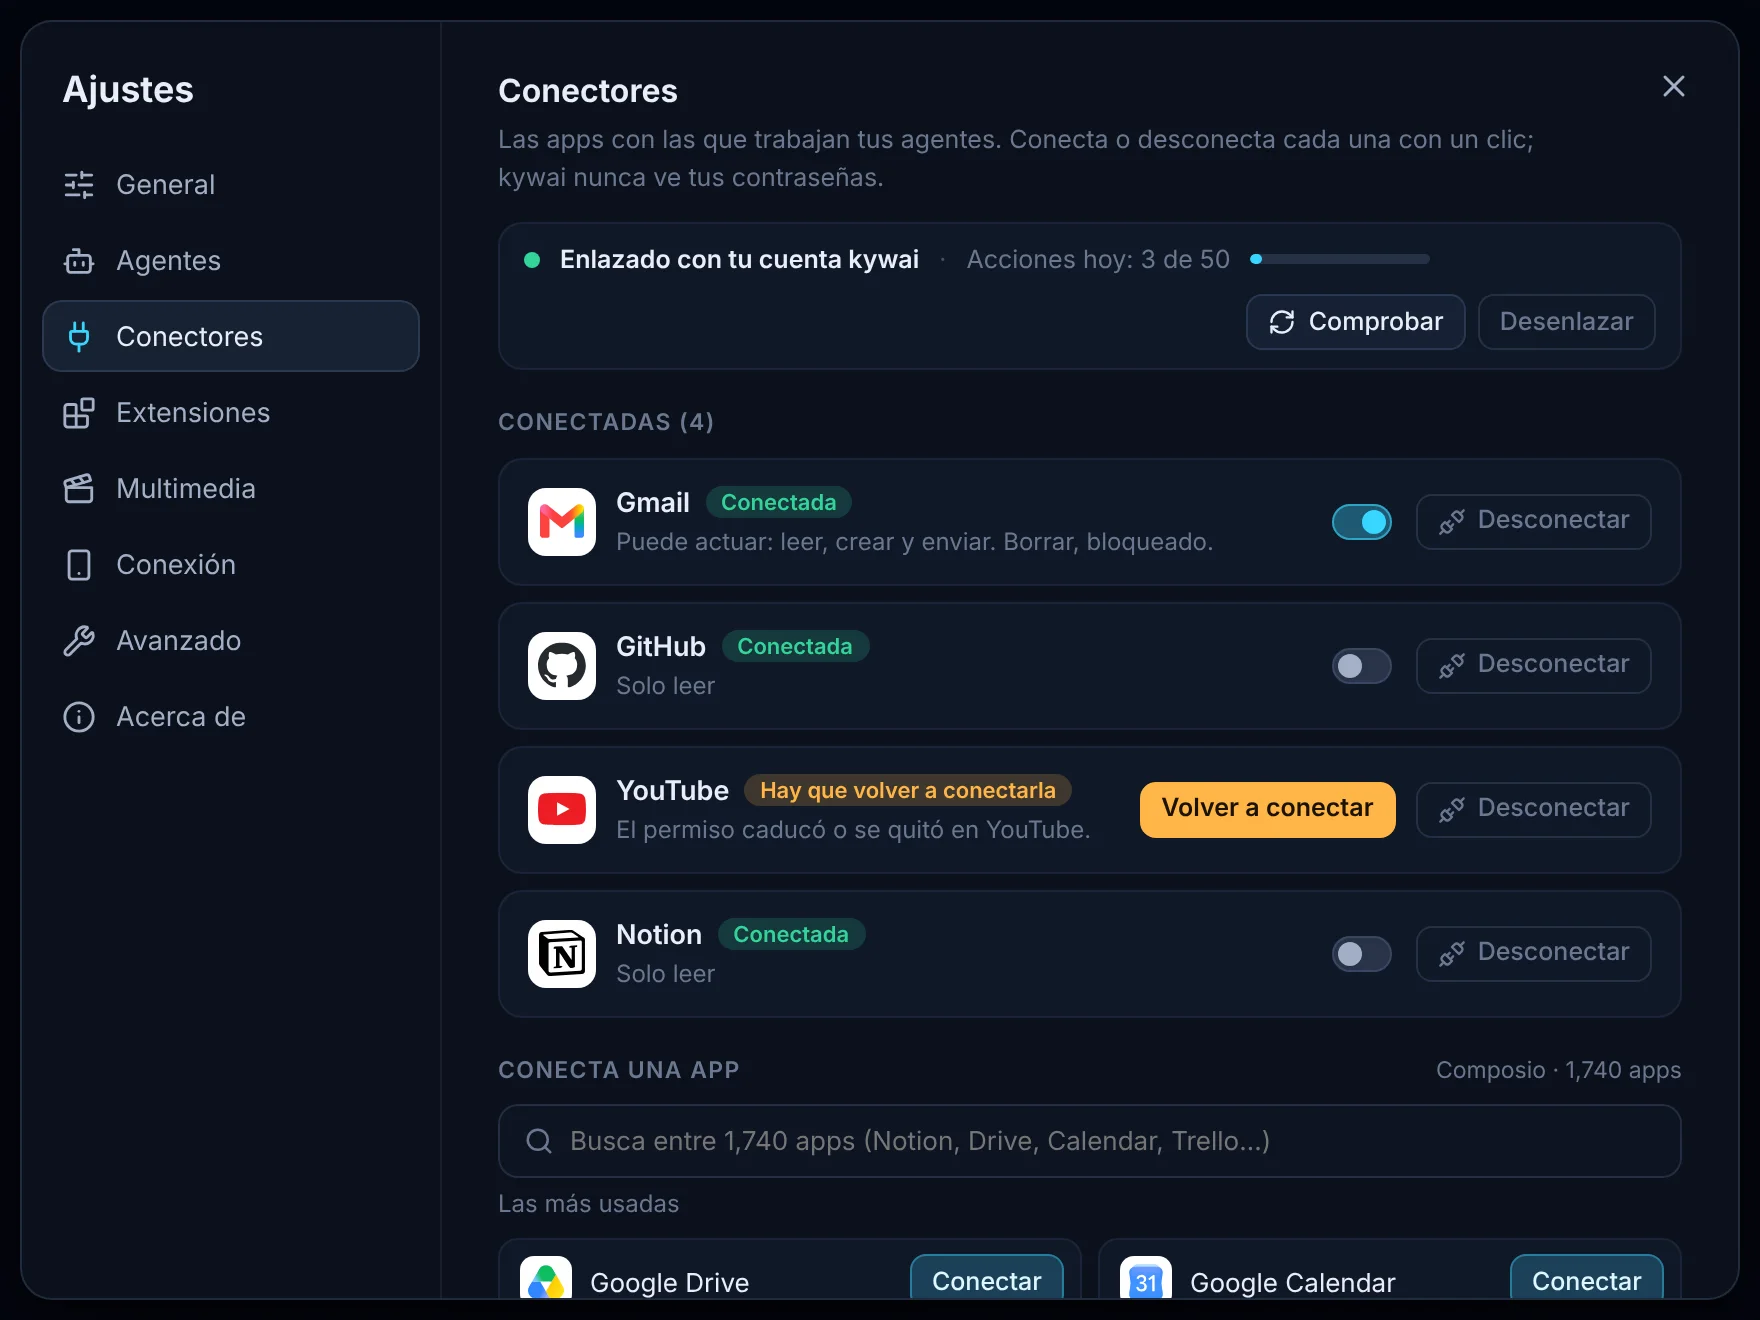 Ajustes
General
Agentes
Conectores
Extensiones
Multimedia
Conexión
Avanzado
Acerca de
Conectores
Las apps con las que trabajan tus agentes. Conecta o desconecta cada una con un clic;
kywai nunca ve tus contraseñas.
Enlazado con tu cuenta kywai · Acciones hoy: 3 de 50
Comprobar
Desenlazar
CONECTADAS (4)
Gmail Conectada
Puede actuar: leer, crear y enviar. Borrar, bloqueado.
Desconectar
GitHub Conectada
Solo leer
Desconectar
YouTube Hay que volver a conectarla
El permiso caducó o se quitó en YouTube.
Volver a conectar
Desconectar
N
Notion Conectada
Solo leer
Desconectar
CONECTA UNA APP
Composio · 1,740 apps
Busca entre 1,740 apps (Notion, Drive, Calendar, Trello...)
Las más usadas
Google Drive
Conectar
31
Google Calendar
Conectar